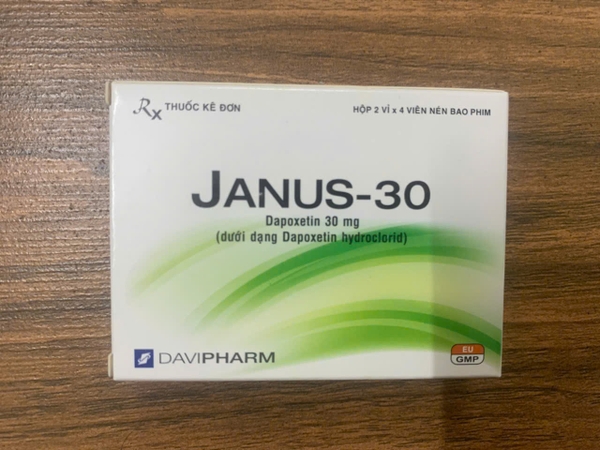 Rx THUỐC KÊ ĐƠN
HỘP 2 VỈ x 4 VIÊN NÉN BAO PHIM
JANUS-30
Dapoxetin 30 mg
(dưới dạng Dapoxetin hydroclorid)
DAVIPHARM
EU
GMP